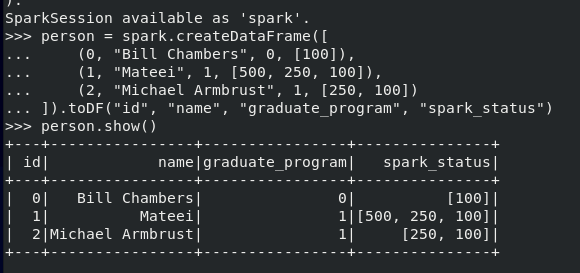 ).
SparkSession available as 'spark'.
>>> person = spark.createDataFrame([
...     (0, "Bill Chambers", 0, [100]),
...     (1, "Mateei", 1, [500, 250, 100]),
...     (2, "Michael Armbrust", 1, [250, 100])
... ]).toDF("id", "name", "graduate_program", "spark_status")
>>> person.show()
+---+----------------+----------------+---------------+
| id|            name|graduate_program|   spark_status|
+---+----------------+----------------+---------------+
|  0|   Bill Chambers|               0|          [100]|
|  1|          Mateei|               1|[500, 250, 100]|
|  2|Michael Armbrust|               1|     [250, 100]|
+---+----------------+----------------+---------------+